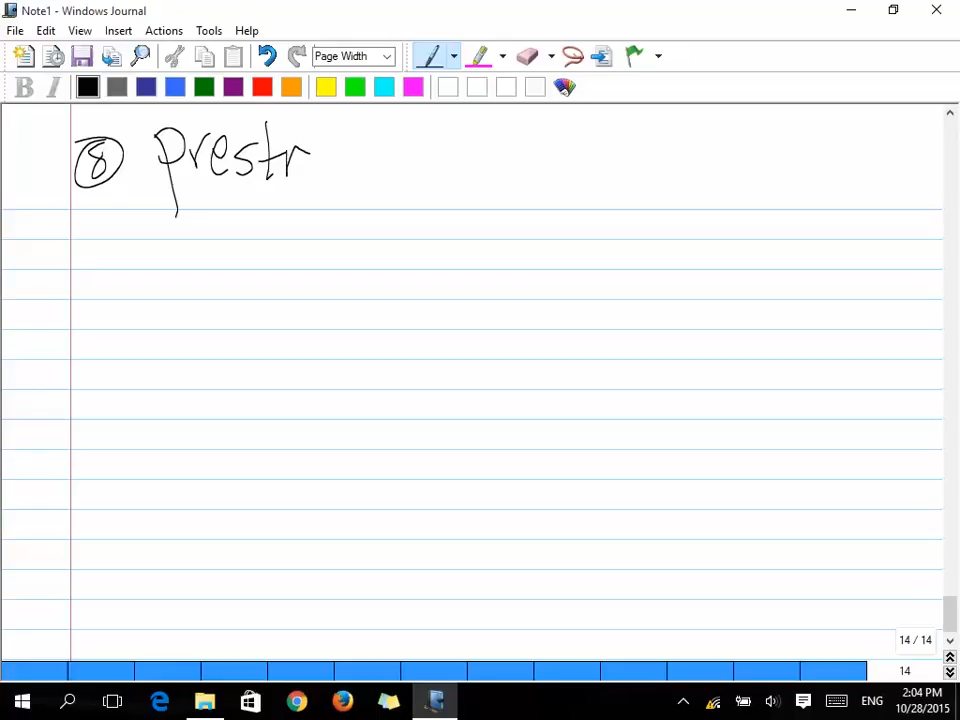 Note1 - Windows Journal
File Edit View Insert Actions Tools Help
Page Width
B I
⑧ prestr
14 / 14
14
ENG
2:04 PM
10/28/2015